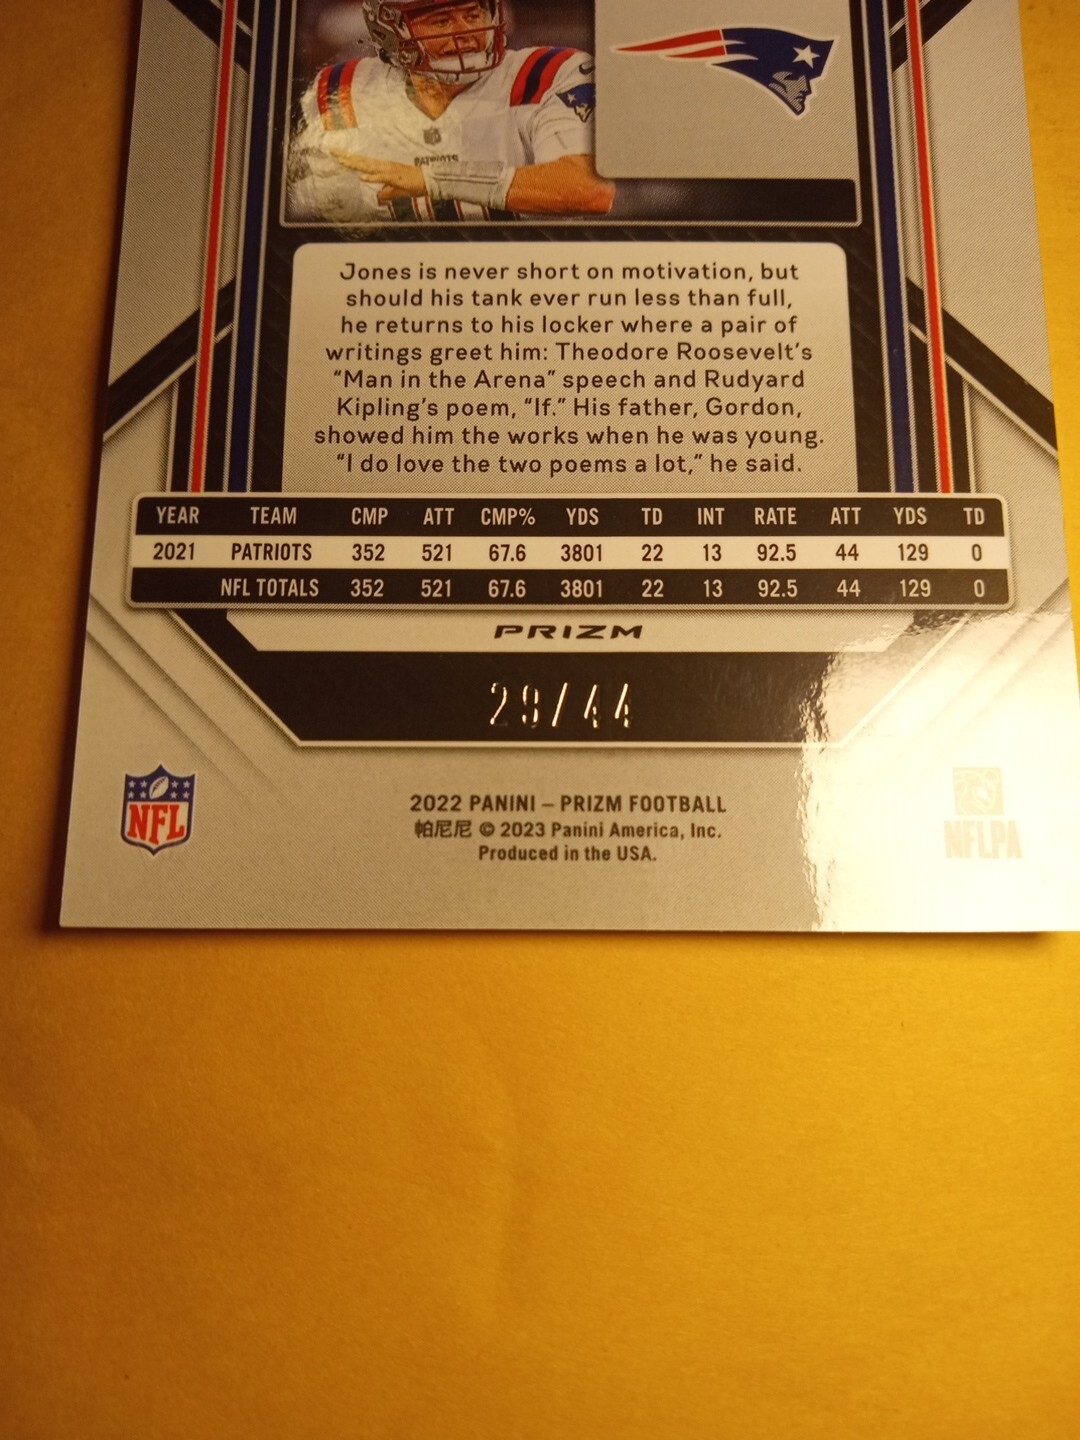 PATRIOTS
Jones is never short on motivation, but
should his tank ever run less than full,
he returns to his locker where a pair of
writings greet him: Theodore Roosevelt's
"Man in the Arena" speech and Rudyard
Kipling's poem, "If." His father, Gordon,
showed him the works when he was young.
"I do love the two poems a lot," he said.
YEAR TEAM CMP ATT CMP% YDS TD INT RATE ATT YDS TD
2021 PATRIOTS 352 521 67.6 3801 22 13 92.5 44 129 0
NFL TOTALS 352 521 67.6 3801 22 13 92.5 44 129 0
PRIZM
29/44
NFL
2022 PANINI – PRIZM FOOTBALL
帕尼尼 © 2023 Panini America, Inc.
Produced in the USA.
NFLPA